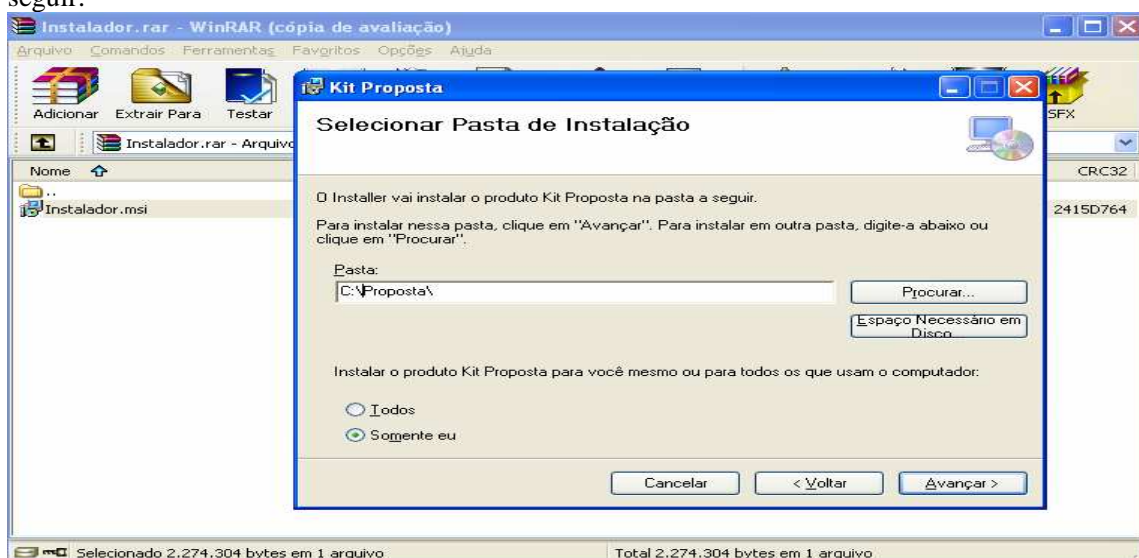 seguir:
Instalador.rar - WinRAR (cópia de avaliação)
Arquivo Comandos Ferramentas Favoritos Opções Ajuda
Adicionar Extrair Para Testar SFX
Instalador.rar - Arquivo
Nome CRC32
..
Instalador.msi 2415D764
Kit Proposta
Selecionar Pasta de Instalação
O Installer vai instalar o produto Kit Proposta na pasta a seguir.
Para instalar nessa pasta, clique em "Avançar". Para instalar em outra pasta, digite-a abaixo ou
clique em "Procurar".
Pasta:
C:\Proposta\
Procurar...
Espaço Necessário em
Disco
Instalar o produto Kit Proposta para você mesmo ou para todos os que usam o computador:
Todos
Somente eu
Cancelar < Voltar Avançar >
Selecionado 2.274.304 bytes em 1 arquivo Total 2.274.304 bytes em 1 arquivo